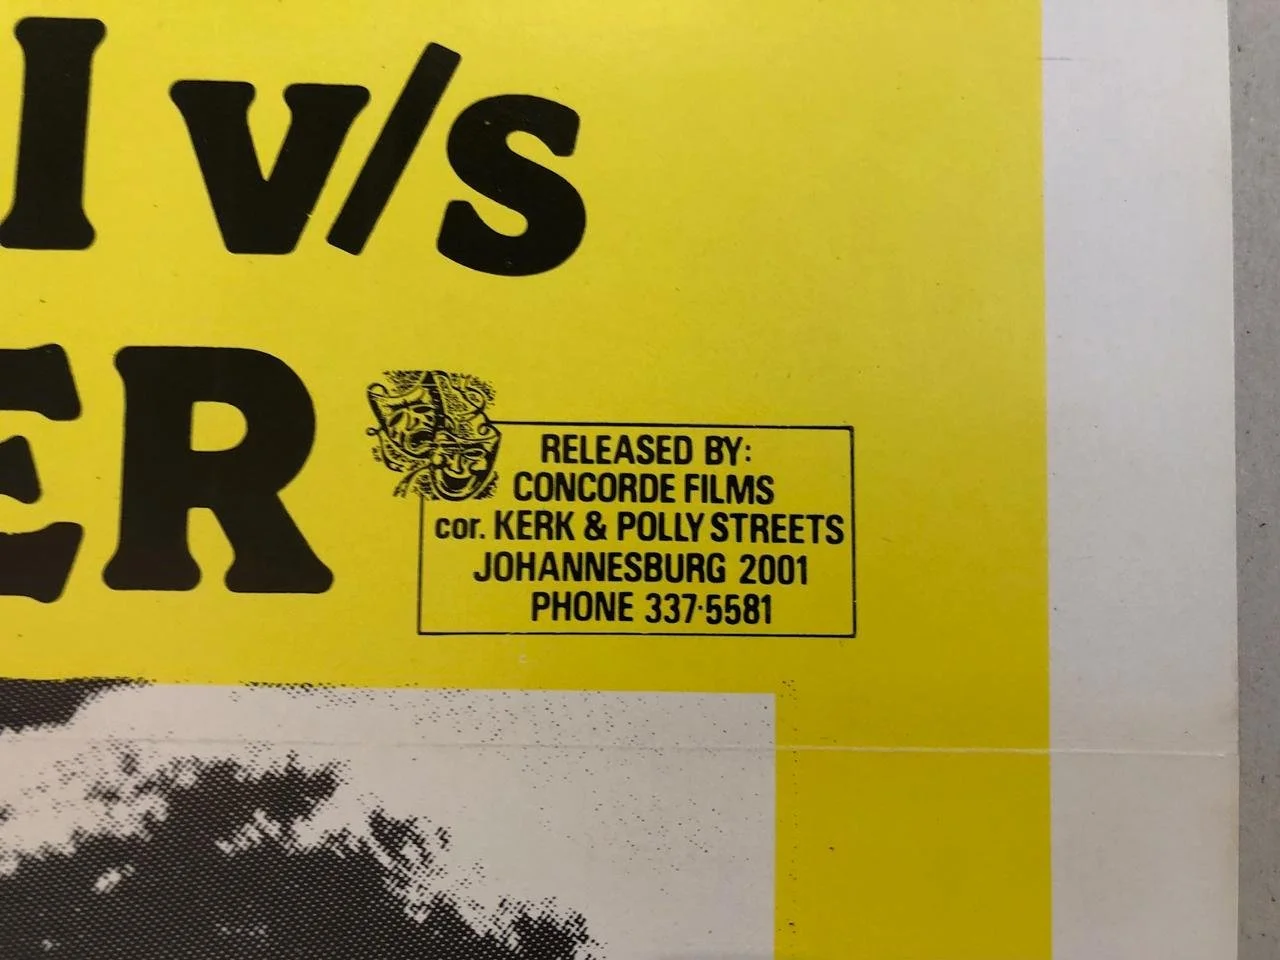 I v/s
ER
RELEASED BY:
CONCORDE FILMS
cor. KERK & POLLY STREETS
JOHANNESBURG 2001
PHONE 337·5581